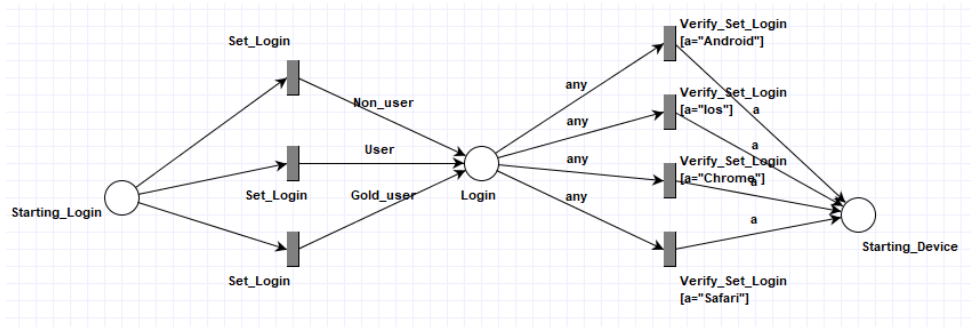 Set_Login
Non_user
User
Set_Login
Gold_user
Set_Login
Starting_Login
Login
any
any
any
any
Verify_Set_Login
[a="Android"]
a
Verify_Set_Login
[a="Ios"]
a
Verify_Set_Login
[a="Chrome"]
a
a
Verify_Set_Login
[a="Safari"]
Starting_Device